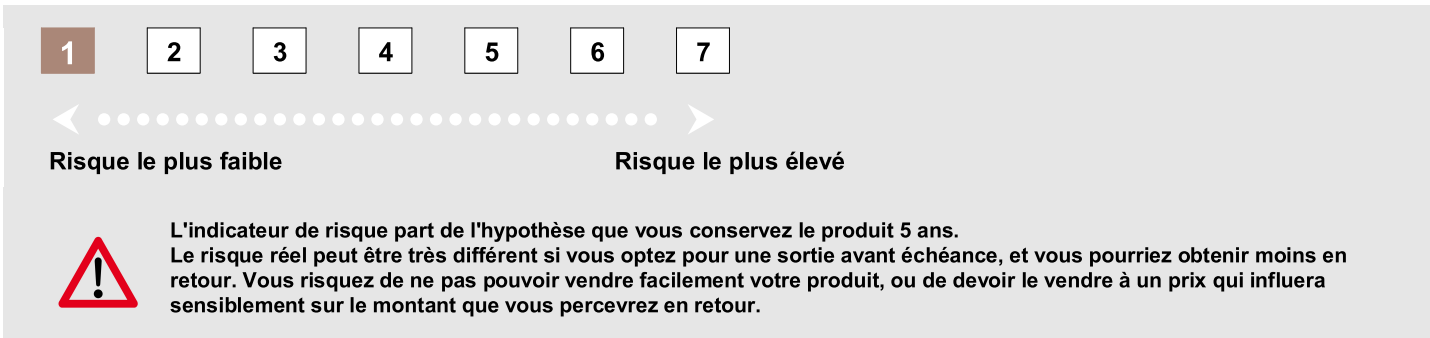 1 2 3 4 5 6 7
Risque le plus faible Risque le plus élevé
L'indicateur de risque part de l'hypothèse que vous conservez le produit 5 ans.
Le risque réel peut être très différent si vous optez pour une sortie avant échéance, et vous pourriez obtenir moins en
retour. Vous risquez de ne pas pouvoir vendre facilement votre produit, ou de devoir le vendre à un prix qui influera
sensiblement sur le montant que vous percevrez en retour.